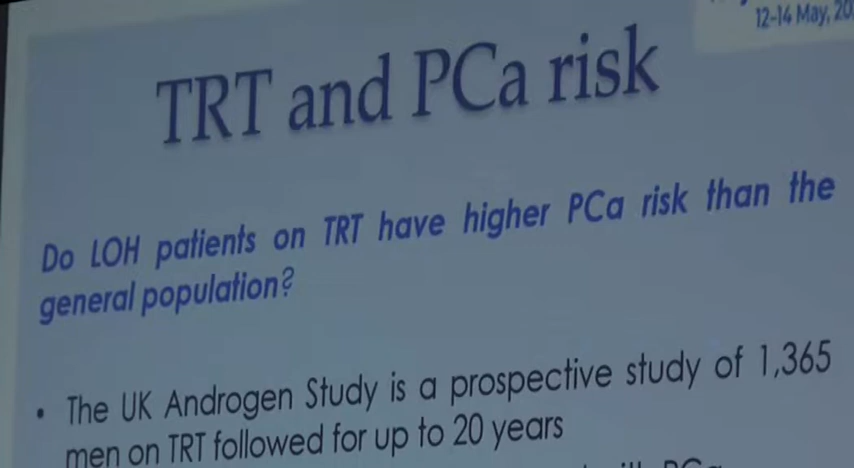 12-14 May, 20
TRT and PCa risk
Do LOH patients on TRT have higher PCa risk than the
general population?
• The UK Androgen Study is a prospective study of 1,365
men on TRT followed for up to 20 years